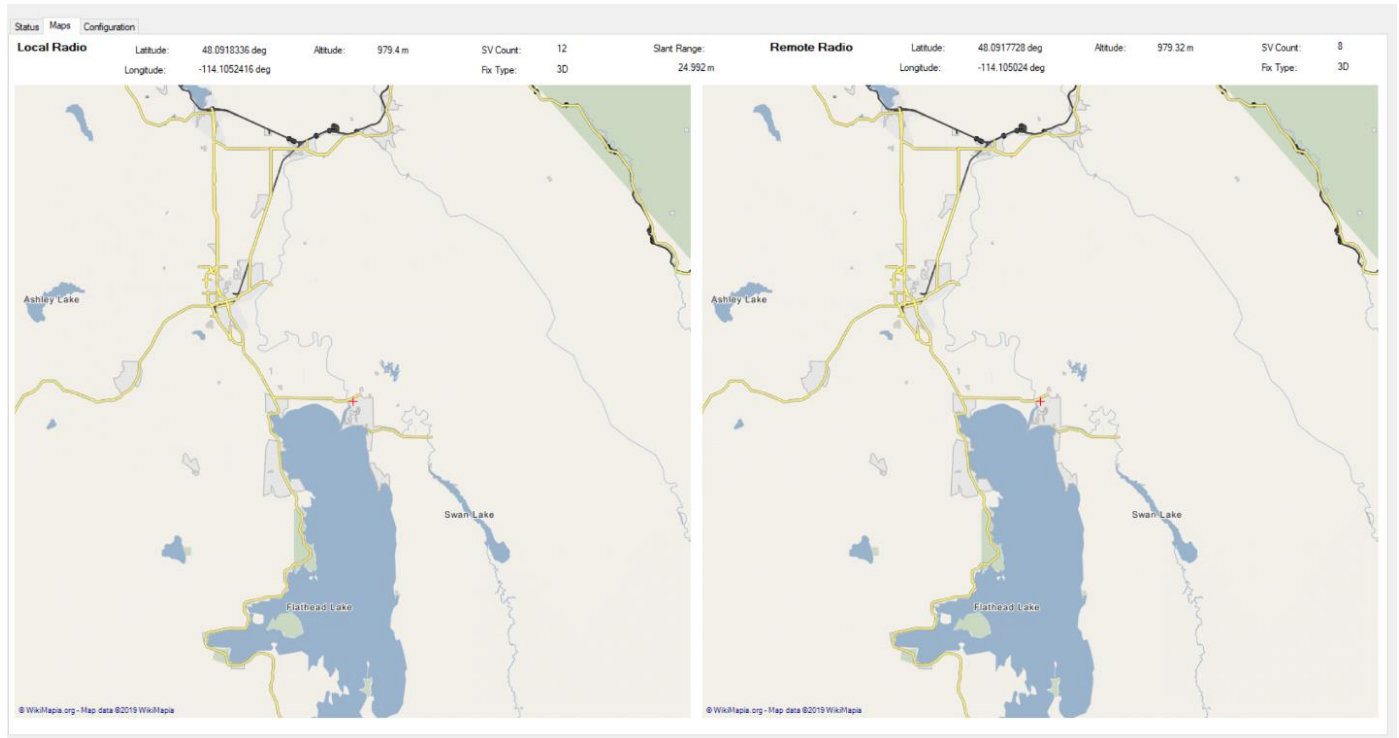 Status Maps Configuration
Local Radio Latitude: 48.0918336 deg Altitude: 979.4 m SV Count: 12 Slant Range: Remote Radio Latitude: 48.0917728 deg Altitude: 979.32 m SV Count: 8
Longitude: -114.1052416 deg Fix Type: 3D 24.992 m Longitude: -114.105024 deg Fix Type: 3D
Ashley Lake Ashley Lake
Swan Lake Swan Lake
Flathead Lake Flathead Lake
© WikiMapia.org - Map data ©2019 WikiMapia © WikiMapia.org - Map data ©2019 WikiMapia